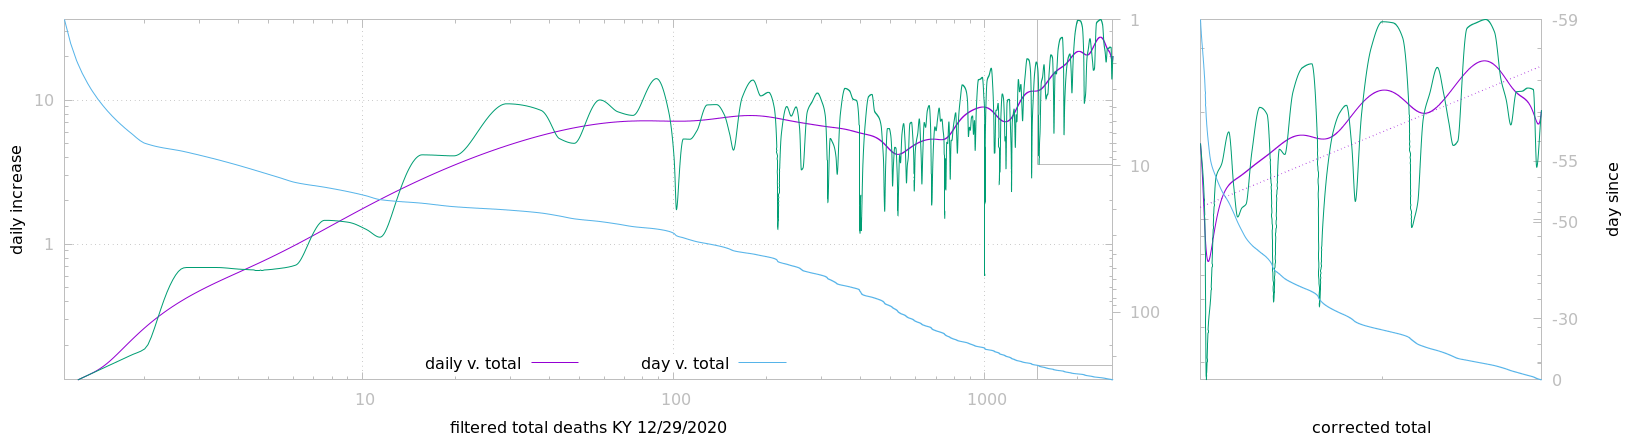 daily increase
10
1
daily v. total
day v. total
10
100
1000
filtered total deaths KY 12/29/2020
1
10
100
-59
-55
-50
-30
0
day since
corrected total